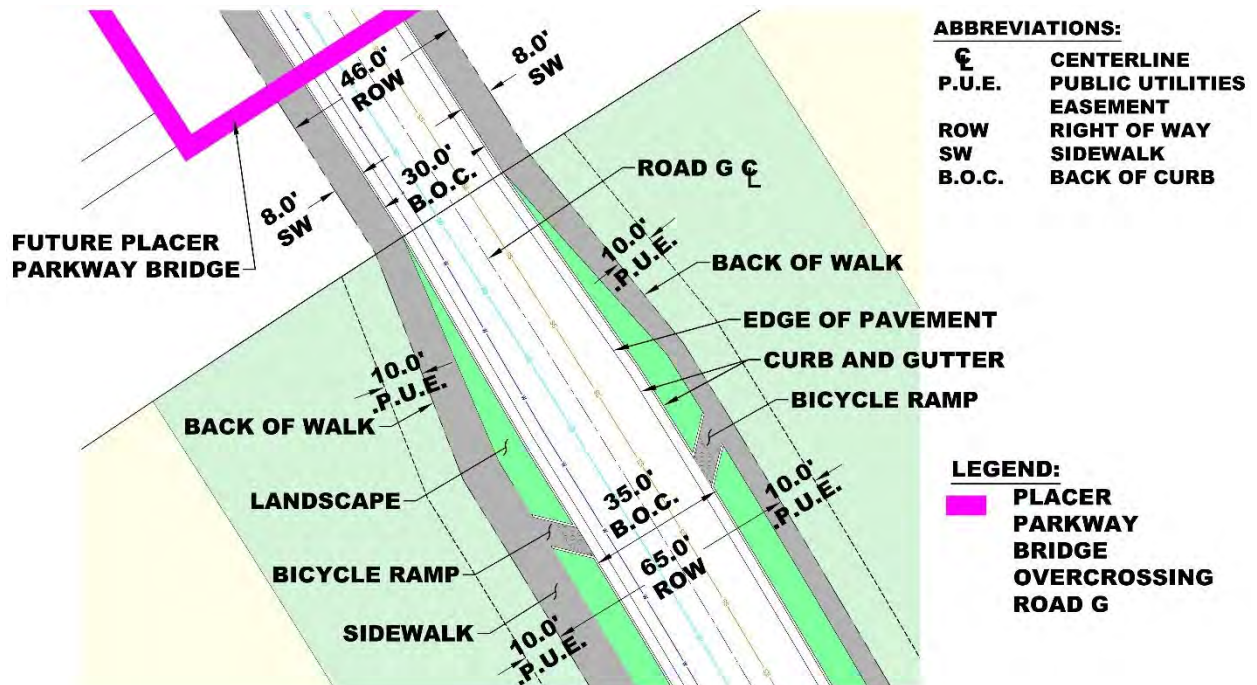 46.0'
ROW
8.0'
SW
30.0'
B.O.C.
ROAD G ℄
8.0'
SW
FUTURE PLACER
PARKWAY BRIDGE
10.0'
.P.U.E.
BACK OF WALK
EDGE OF PAVEMENT
CURB AND GUTTER
BICYCLE RAMP
10.0'
.P.U.E.
BACK OF WALK
LANDSCAPE
35.0'
B.O.C.
10.0'
.P.U.E.
65.0'
ROW
BICYCLE RAMP
SIDEWALK
10.0'
.P.U.E.
ABBREVIATIONS:
℄ CENTERLINE
P.U.E. PUBLIC UTILITIES
EASEMENT
ROW RIGHT OF WAY
SW SIDEWALK
B.O.C. BACK OF CURB
LEGEND:
PLACER
PARKWAY
BRIDGE
OVERCROSSING
ROAD G